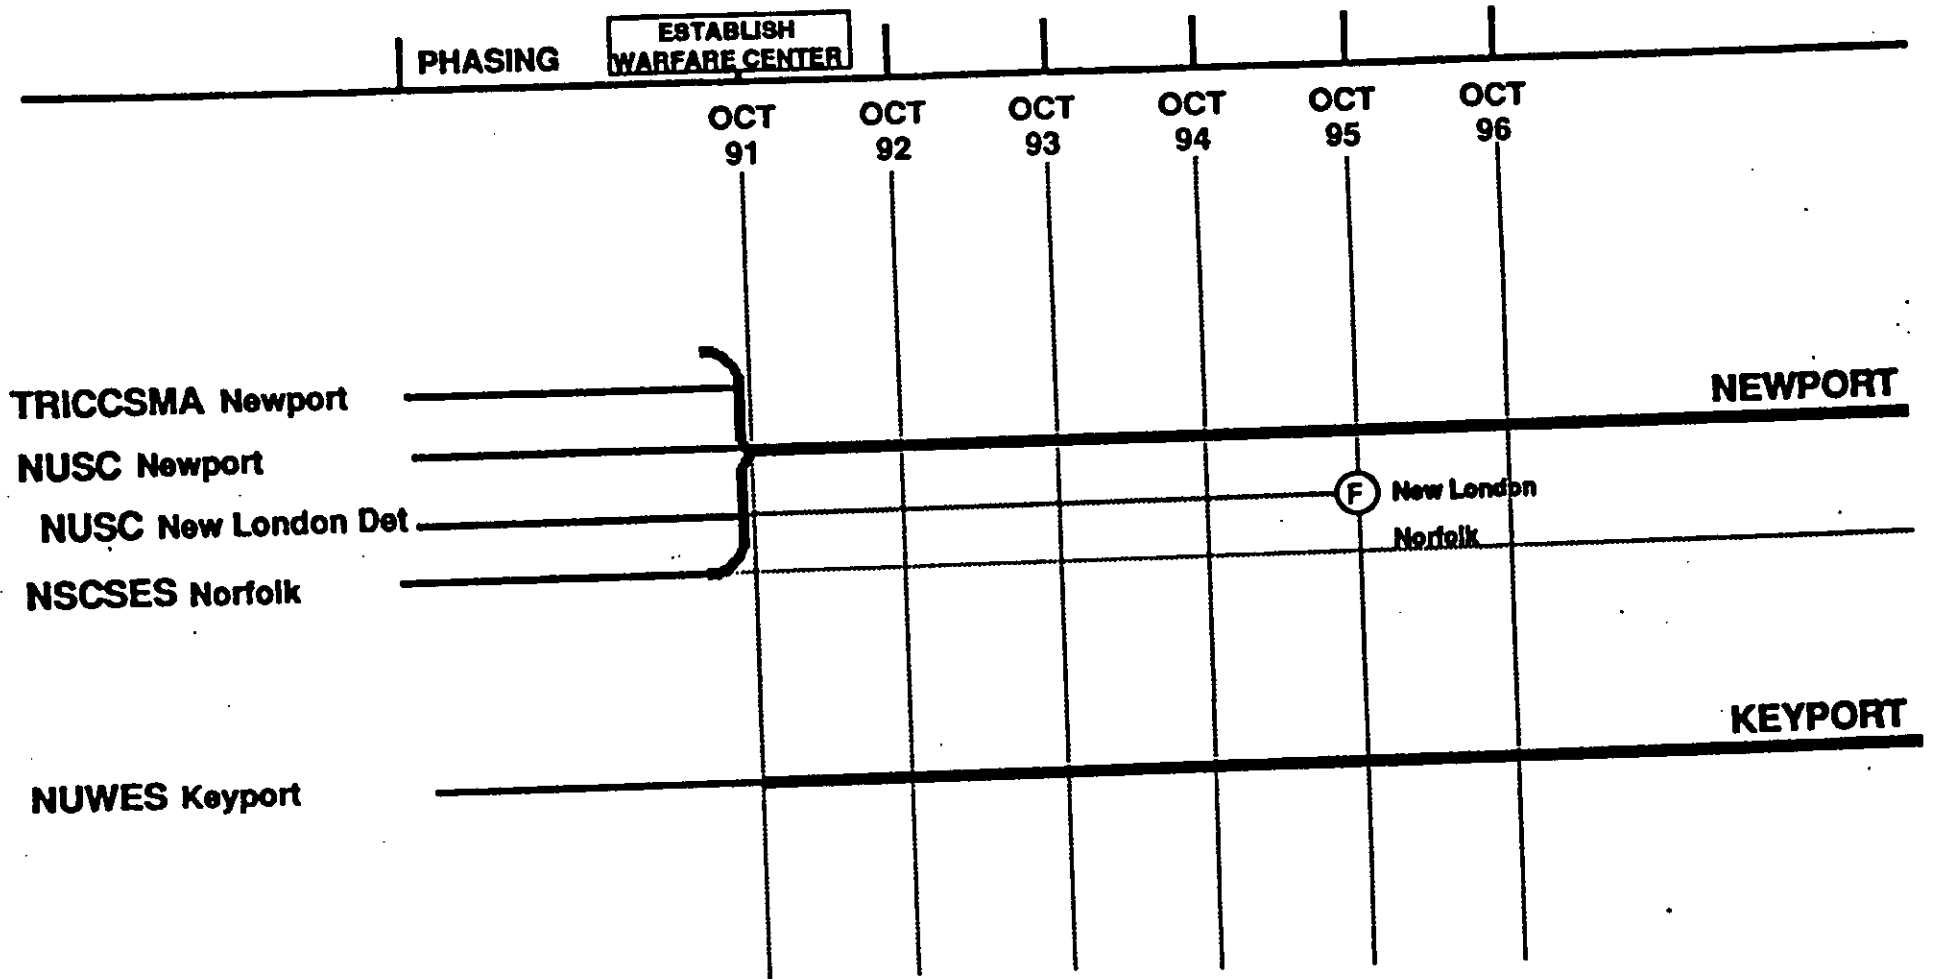 PHASING
ESTABLISH
WARFARE CENTER
OCT
91
OCT
92
OCT
93
OCT
94
OCT
95
OCT
96
TRICCSMA Newport
NEWPORT
NUSC Newport
NUSC New London Det
F
New London
Norfolk
NSCSES Norfolk
KEYPORT
NUWES Keyport